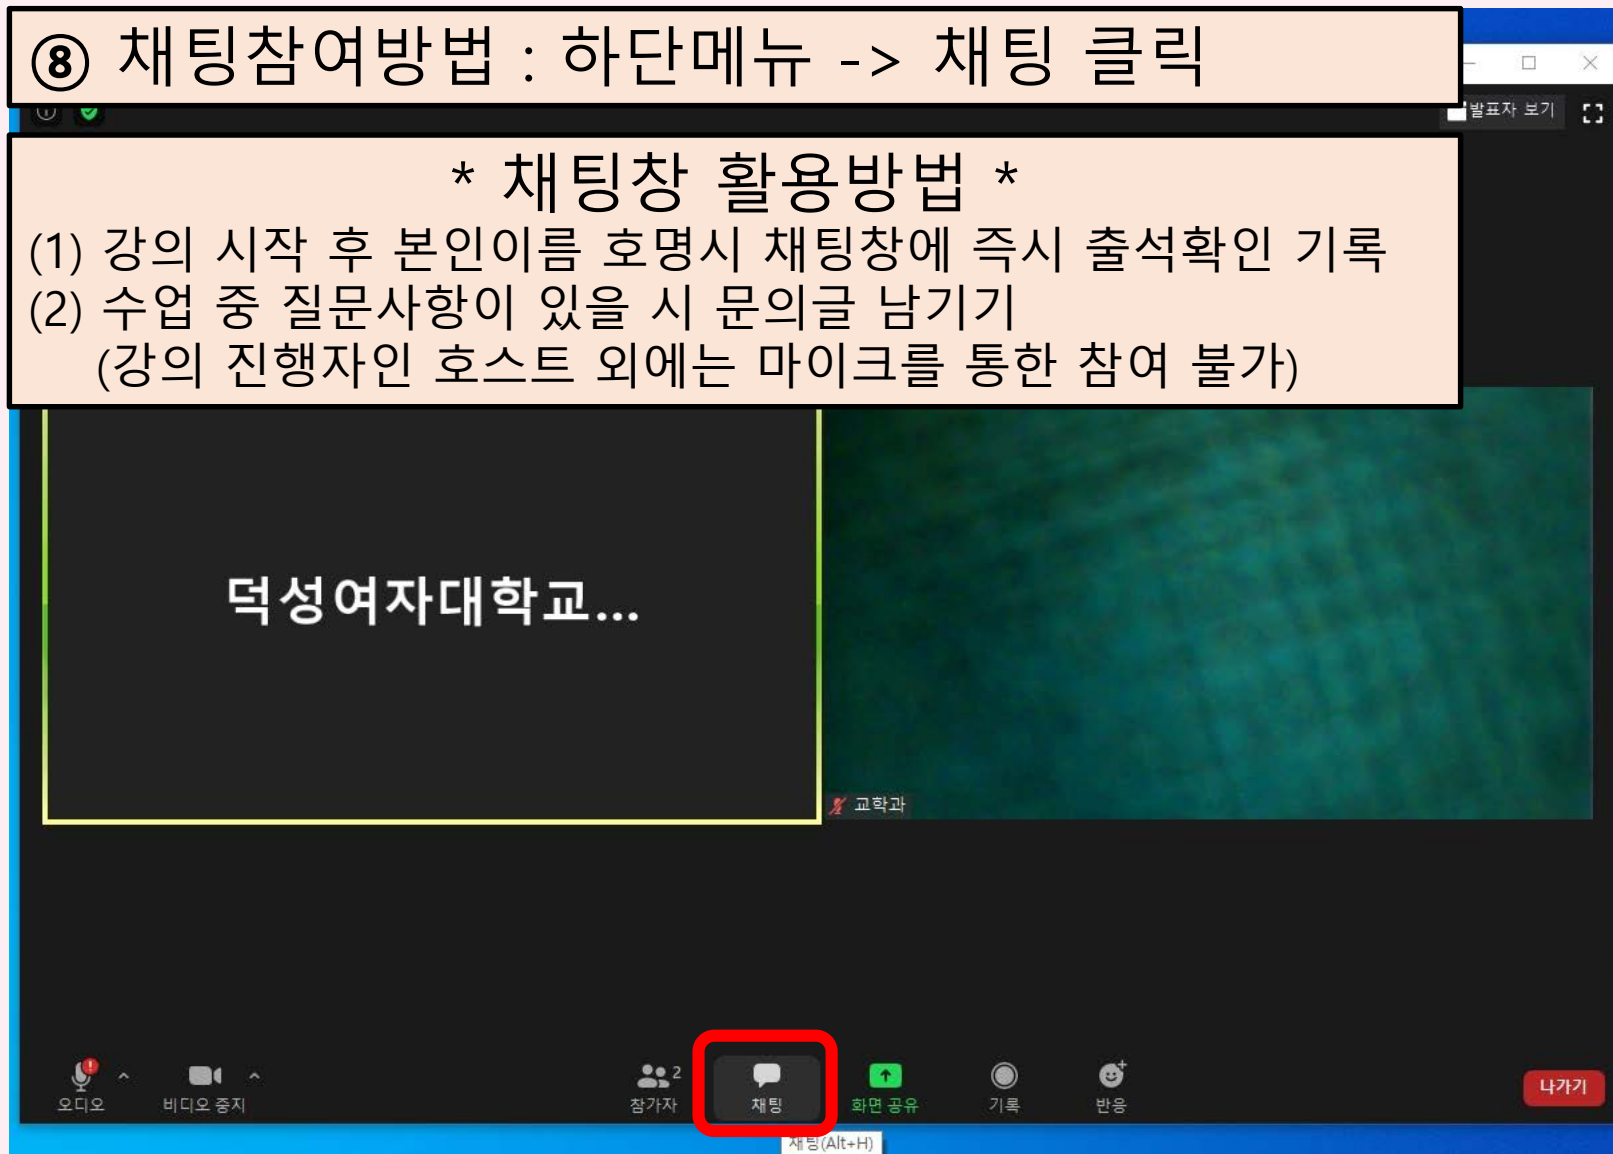 ⑧ 채팅참여방법 : 하단메뉴 -> 채팅 클릭
발표자 보기
* 채팅창 활용방법 *
(1) 강의 시작 후 본인이름 호명시 채팅창에 즉시 출석확인 기록
(2) 수업 중 질문사항이 있을 시 문의글 남기기
(강의 진행자인 호스트 외에는 마이크를 통한 참여 불가)
덕성여자대학교...
교학과
2
오디오
비디오 중지
참가자
채팅
화면 공유
기록
반응
나가기
채팅(Alt+H)